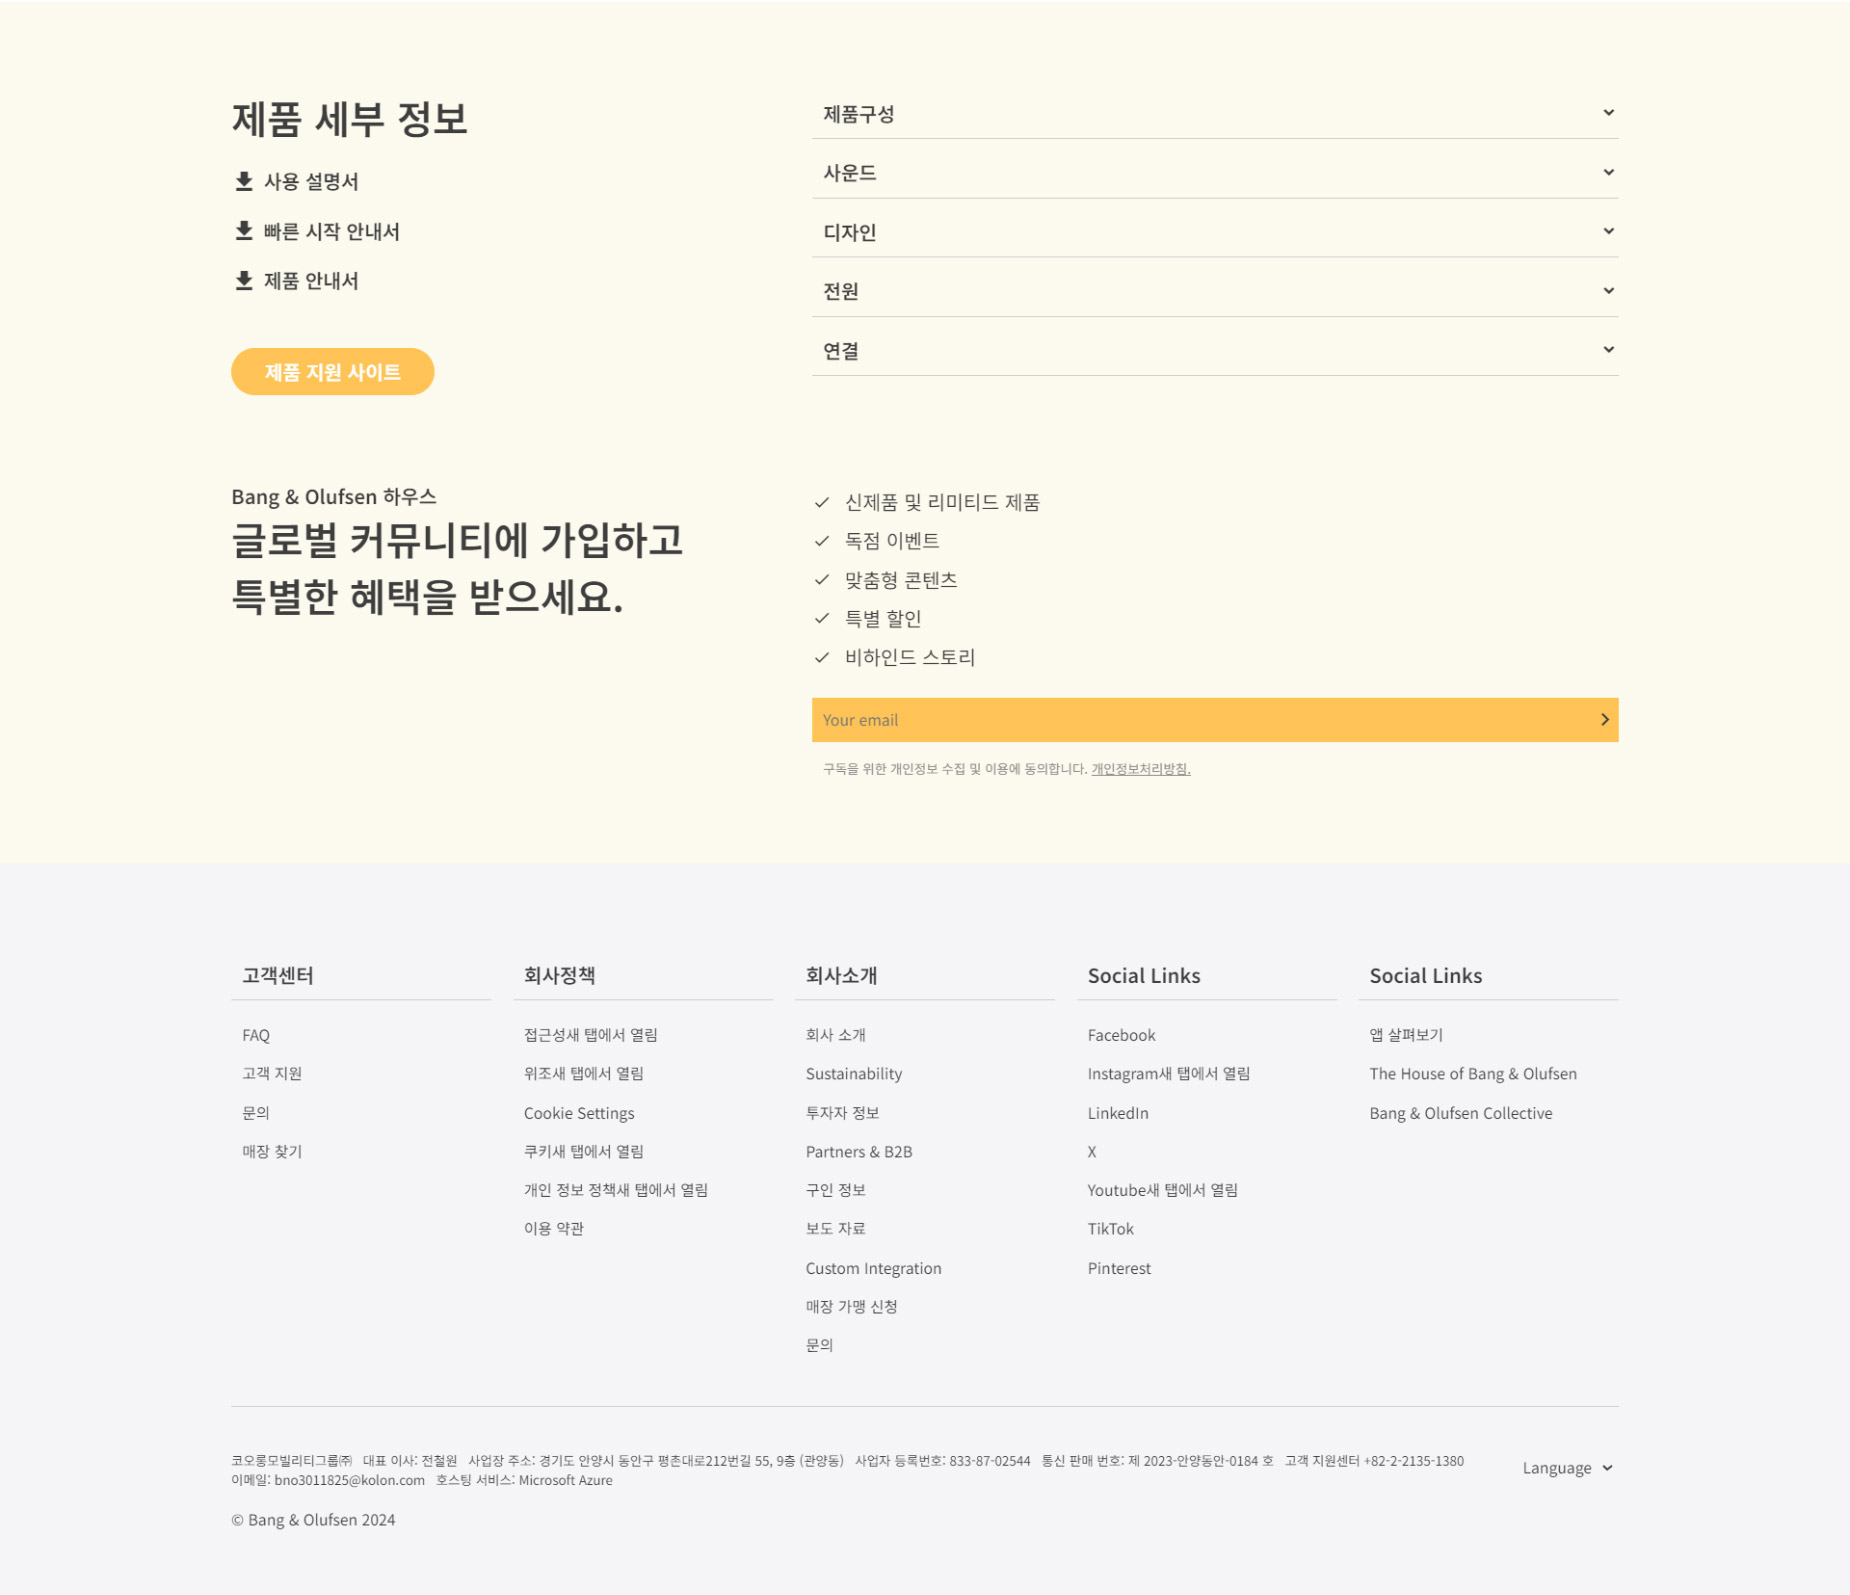 제품 세부 정보
사용 설명서
빠른 시작 안내서
제품 안내서
제품 지원 사이트
제품구성
사운드
디자인
전원
연결
Bang & Olufsen 하우스
글로벌 커뮤니티에 가입하고
특별한 혜택을 받으세요.
신제품 및 리미티드 제품
독점 이벤트
맞춤형 콘텐츠
특별 할인
비하인드 스토리
Your email
구독을 위한 개인정보 수집 및 이용에 동의합니다. 개인정보처리방침.
고객센터
FAQ
고객 지원
문의
매장 찾기
회사정책
접근성새 탭에서 열림
위조새 탭에서 열림
Cookie Settings
쿠키새 탭에서 열림
개인 정보 정책새 탭에서 열림
이용 약관
회사소개
회사 소개
Sustainability
투자자 정보
Partners & B2B
구인 정보
보도 자료
Custom Integration
매장 가맹 신청
문의
Social Links
Facebook
Instagram새 탭에서 열림
LinkedIn
X
Youtube새 탭에서 열림
TikTok
Pinterest
Social Links
앱 살펴보기
The House of Bang & Olufsen
Bang & Olufsen Collective
코오롱모빌리티그룹㈜ 대표 이사: 전철원 사업장 주소: 경기도 안양시 동안구 평촌대로212번길 55, 9층 (관양동) 사업자 등록번호: 833-87-02544 통신 판매 번호: 제 2023-안양동안-0184 호 고객 지원센터 +82-2-2135-1380
이메일: bno3011825@kolon.com 호스팅 서비스: Microsoft Azure
Language
© Bang & Olufsen 2024